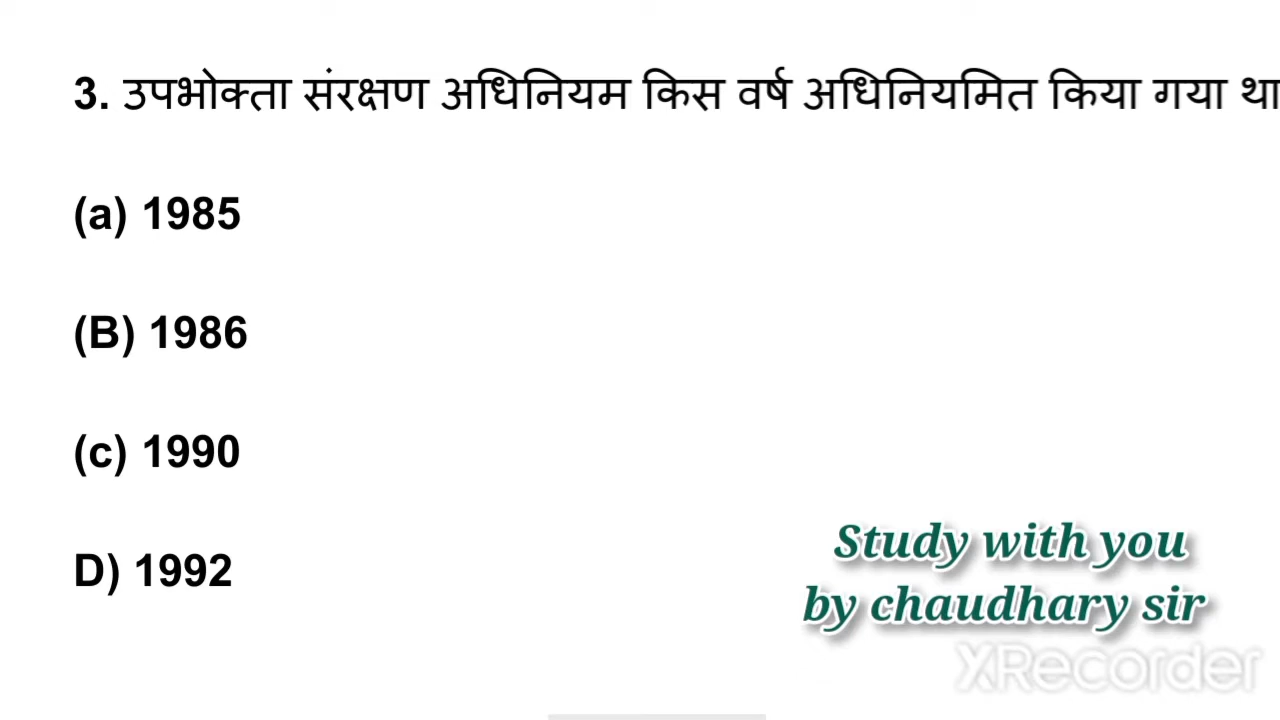 3. उपभोक्ता संरक्षण अधिनियम किस वर्ष अधिनियमित किया गया था
(a) 1985
(B) 1986
(c) 1990
D) 1992
Study with you
by chaudhary sir
XRecorder